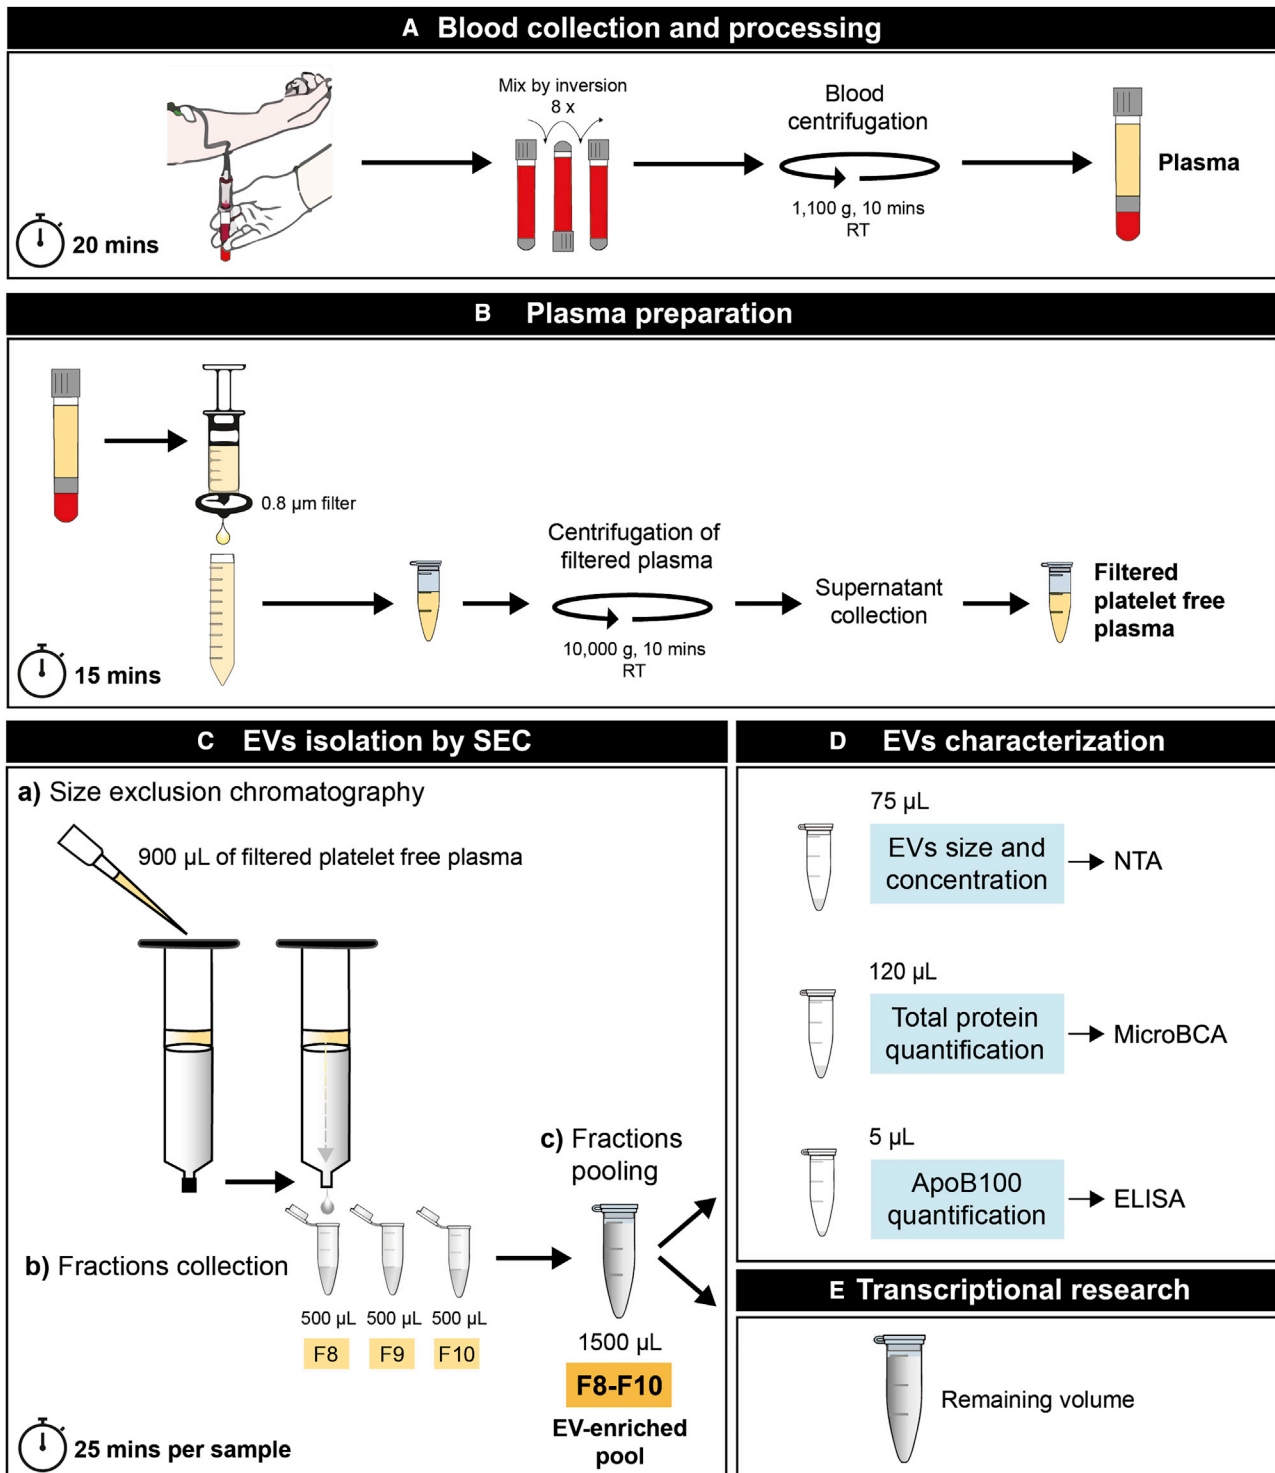 A Blood collection and processing
Mix by inversion
8 x
Blood
centrifugation
1,100 g, 10 mins
RT
Plasma
20 mins
B Plasma preparation
0.8 µm filter
Centrifugation of
filtered plasma
10,000 g, 10 mins
RT
Supernatant
collection
Filtered
platelet free
plasma
15 mins
C EVs isolation by SEC
a) Size exclusion chromatography
900 µL of filtered platelet free plasma
b) Fractions collection
500 µL 500 µL 500 µL
F8 F9 F10
c) Fractions
pooling
1500 µL
F8-F10
EV-enriched
pool
25 mins per sample
D EVs characterization
75 µL
EVs size and
concentration
NTA
120 µL
Total protein
quantification
MicroBCA
5 µL
ApoB100
quantification
ELISA
E Transcriptional research
Remaining volume